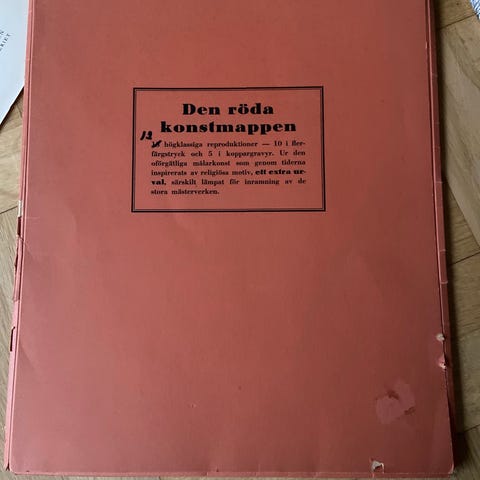 Den röda
konstmappen
12 högklassiga reproduktioner — 10 i fler-
färgstryck och 5 i koppargravyr. Ur den
oförgätliga målarkonst som genom tiderna
inspirerats av religiösa motiv, ett extra ur-
val, särskilt lämpat för inramning av de
stora mästerverken.